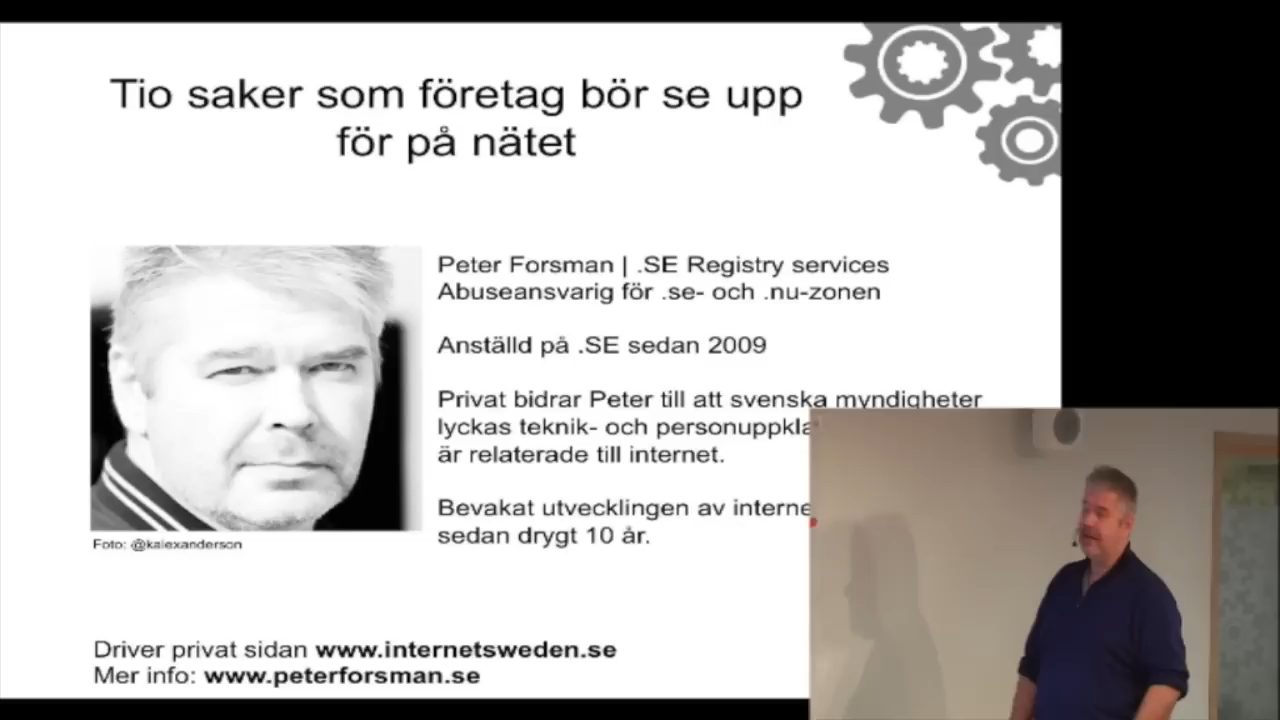 Tio saker som företag bör se upp
för på nätet
Peter Forsman | .SE Registry services
Abuseansvarig för .se- och .nu-zonen
Anställd på .SE sedan 2009
Privat bidrar Peter till att svenska myndigheter
lyckas teknik- och
är relaterade till internet.
Bevakat utvecklingen av
sedan drygt 10 år.
Foto: @kalexanderson
Driver privat sidan www.internetsweden.se
Mer info: www.peterforsman.se